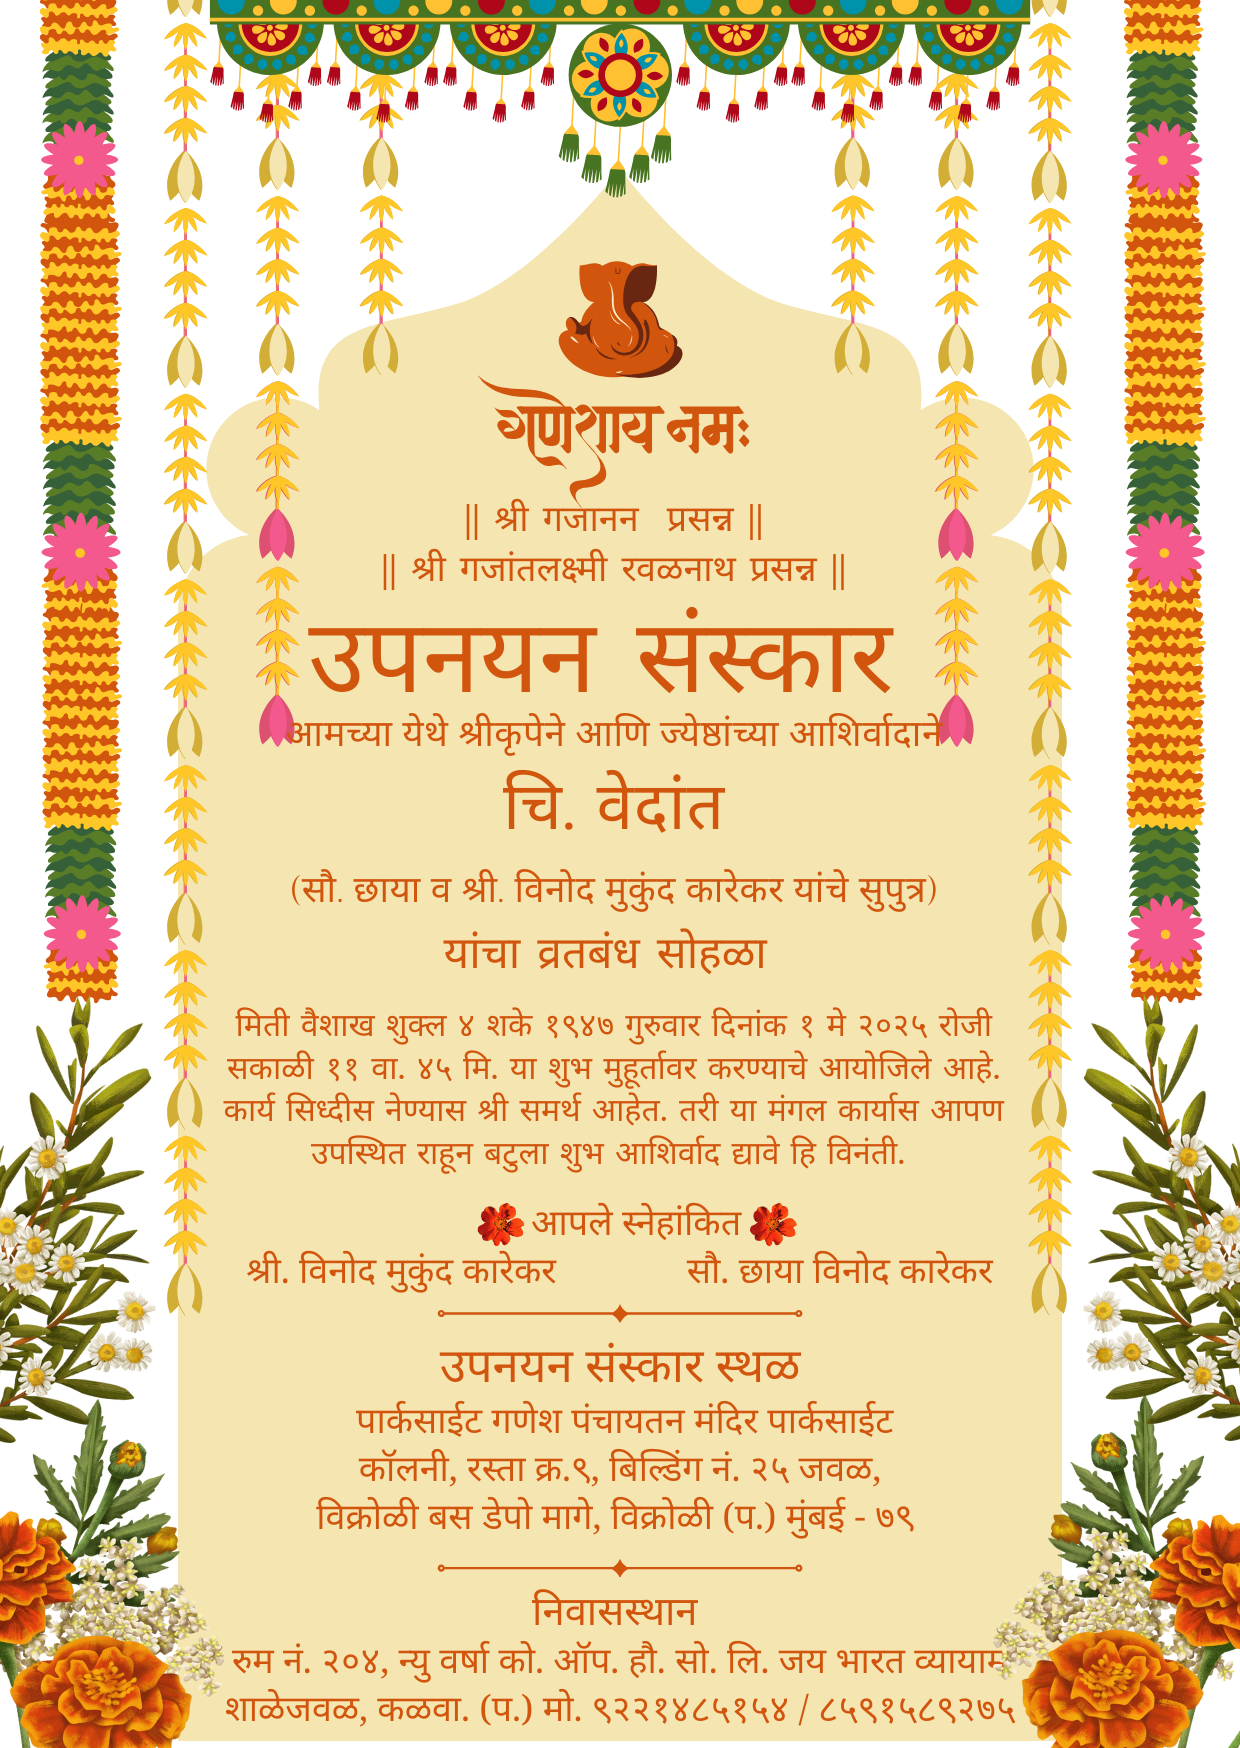 गणेशाय नमः
|| श्री गजानन प्रसन्न ||
|| श्री गजांतलक्ष्मी रवळनाथ प्रसन्न ||
उपनयन संस्कार
आमच्या येथे श्रीकृपेने आणि ज्येष्ठांच्या आशिर्वादाने
चि. वेदांत
(सौ. छाया व श्री. विनोद मुकुंद कारेकर यांचे सुपुत्र)
यांचा व्रतबंध सोहळा
मिती वैशाख शुक्ल ४ शके १९४७ गुरुवार दिनांक १ मे २०२५ रोजी
सकाळी ११ वा. ४५ मि. या शुभ मुहूर्तावर करण्याचे आयोजिले आहे.
कार्य सिध्दीस नेण्यास श्री समर्थ आहेत. तरी या मंगल कार्यास आपण
उपस्थित राहून बटुला शुभ आशिर्वाद द्यावे हि विनंती.
आपले स्नेहांकित
श्री. विनोद मुकुंद कारेकर सौ. छाया विनोद कारेकर
उपनयन संस्कार स्थळ
पार्कसाईट गणेश पंचायतन मंदिर पार्कसाईट
कॉलनी, रस्ता क्र.९, बिल्डिंग नं. २५ जवळ,
विक्रोळी बस डेपो मागे, विक्रोळी (प.) मुंबई - ७९
निवासस्थान
रुम नं. २०४, न्यु वर्षा को. ऑप. हौ. सो. लि. जय भारत व्यायाम
शाळेजवळ, कळवा. (प.) मो. ९२२१४८५१५४ / ८५९१५८९२७५